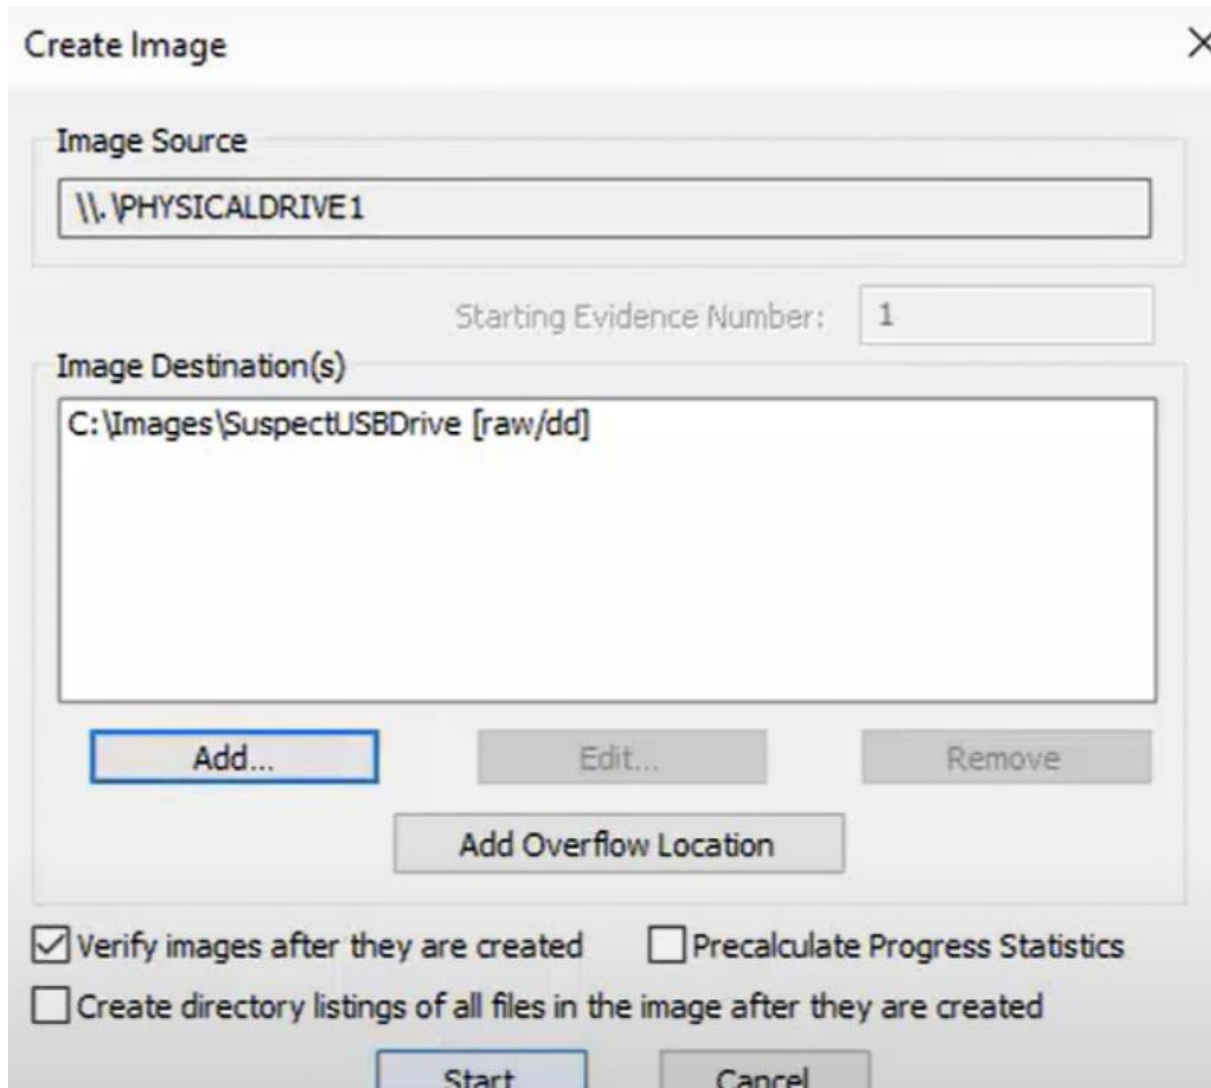 Create Image
Image Source
\\.\PHYSICALDRIVE1
Starting Evidence Number: 1
Image Destination(s)
C:\Images\SuspectUSBDrive [raw/dd]
Add... Edit... Remove
Add Overflow Location
Verify images after they are created Precalculate Progress Statistics
Create directory listings of all files in the image after they are created
Start Cancel